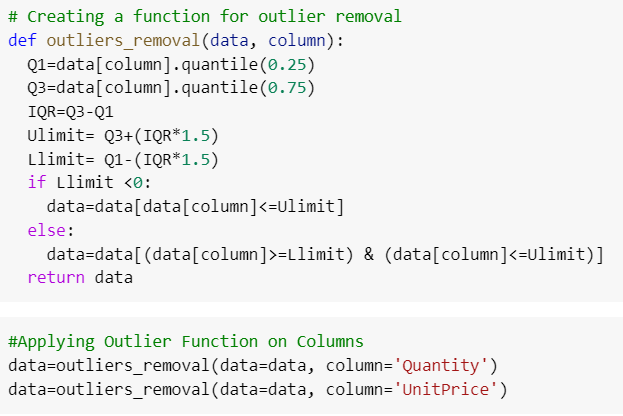 # Creating a function for outlier removal
def outliers_removal(data, column):
  Q1=data[column].quantile(0.25)
  Q3=data[column].quantile(0.75)
  IQR=Q3-Q1
  Ulimit= Q3+(IQR*1.5)
  Llimit= Q1-(IQR*1.5)
  if Llimit <0:
    data=data[data[column]<=Ulimit]
  else:
    data=data[(data[column]>=Llimit) & (data[column]<=Ulimit)]
  return data
#Applying Outlier Function on Columns
data=outliers_removal(data=data, column='Quantity')
data=outliers_removal(data=data, column='UnitPrice')